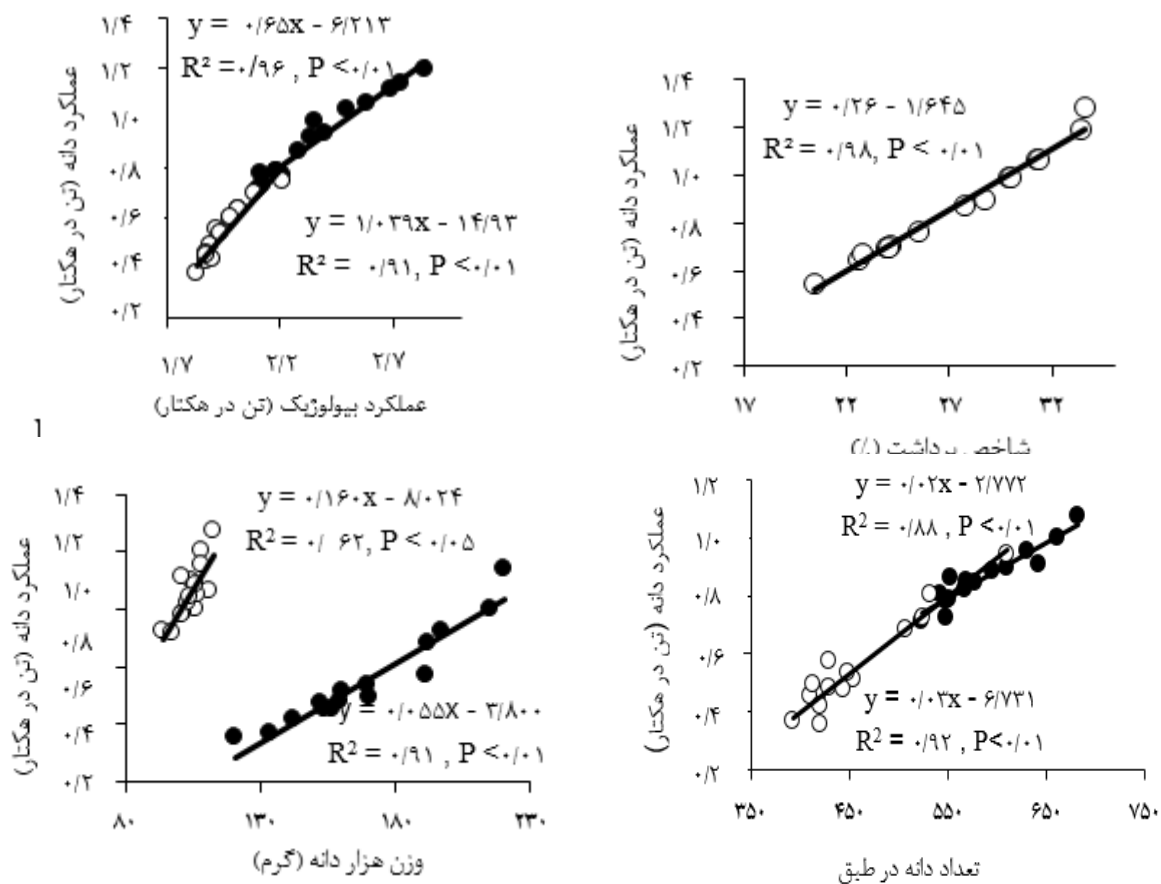 عملکرد دانه (تن در هکتار)
۱/۴
۱/۲
۱/۰
۰/۸
۰/۶
۰/۴
۰/۲
y = ۰/۶۵x - ۶/۲۱۳
R² =۰/۹۶ , P <۰/۰۱
y = ۱/۰۳۹x - ۱۴/۹۳
R² = ۰/۹۱, P <۰/۰۱
۱/۷ ۲/۲ ۲/۷
عملکرد بیولوژیک (تن در هکتار)
عملکرد دانه (تن در هکتار)
۱/۴
۱/۲
۱/۰
۰/۸
۰/۶
۰/۴
۰/۲
y = ۰/۲۶ - ۱/۶۴۵
R² = ۰/۹۸, P < ۰/۰۱
۱۷ ۲۲ ۲۷ ۳۲
شاخص برداشت (٪)
1
عملکرد دانه (تن در هکتار)
۱/۴
۱/۲
۱/۰
۰/۸
۰/۶
۰/۴
۰/۲
y = ۰/۱۶۰x - ۸/۰۲۴
R² = ۰/ ۶۲, P < ۰/۰۵
y = ۰/۰۵۵x - ۳/۸۰۰
R² = ۰/۹۱ , P <۰/۰۱
۸۰ ۱۳۰ ۱۸۰ ۲۳۰
وزن هزار دانه (گرم)
عملکرد دانه (تن در هکتار)
۱/۲
۱/۰
۰/۸
۰/۶
۰/۴
۰/۲
y = ۰/۰۲x - ۲/۷۷۲
R² = ۰/۸۸ , P <۰/۰۱
y = ۰/۰۳x - ۶/۷۳۱
R² = ۰/۹۲ , P<۰/۰۱
۳۵۰ ۴۵۰ ۵۵۰ ۶۵۰ ۷۵۰
تعداد دانه در طبق